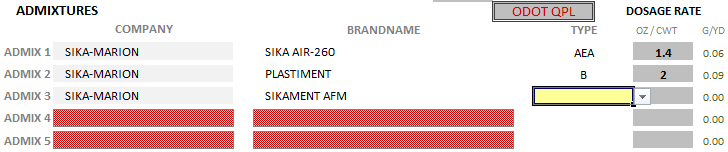 ADMIXTURES ODOT QPL DOSAGE RATE
COMPANY BRANDNAME TYPE OZ / CWT G/YD
ADMIX 1 SIKA-MARION SIKA AIR-260 AEA 1.4 0.06
ADMIX 2 SIKA-MARION PLASTIMENT B 2 0.09
ADMIX 3 SIKA-MARION SIKAMENT AFM 0.00
ADMIX 4 0.00
ADMIX 5 0.00